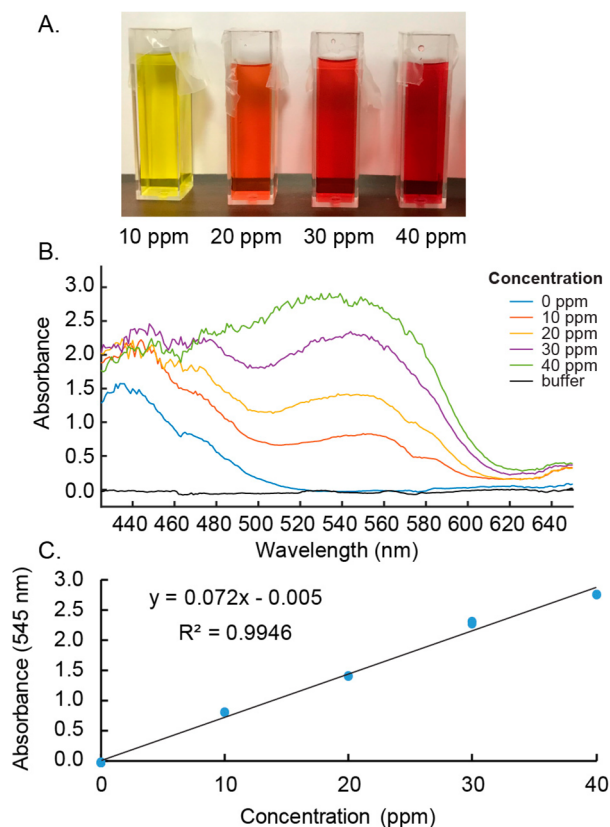 A.
10 ppm 20 ppm 30 ppm 40 ppm
B.
3.0
2.5
2.0
1.5
1.0
0.5
0.0
Absorbance
440 460 480 500 520 540 560 580 600 620 640
Wavelength (nm)
Concentration
0 ppm
10 ppm
20 ppm
30 ppm
40 ppm
buffer
C.
3.0
2.5
2.0
1.5
1.0
0.5
0.0
Absorbance (545 nm)
y = 0.072x - 0.005
R² = 0.9946
0 10 20 30 40
Concentration (ppm)